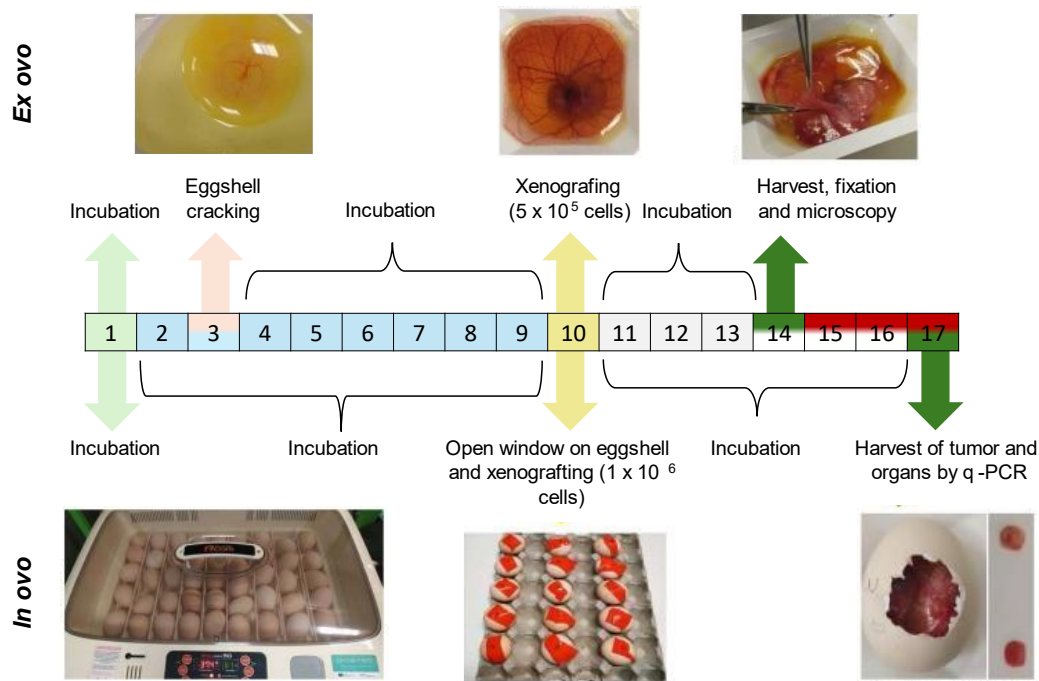 Ex ovo
Eggshell
cracking
Xenografing
(5 x 10⁵ cells)
Harvest, fixation
and microscopy
Incubation
Incubation
Incubation
1 2 3 4 5 6 7 8 9 10 11 12 13 14 15 16 17
Incubation
Incubation
Open window on eggshell
and xenografting (1 x 10 ⁶
cells)
Incubation
Harvest of tumor and
organs by q -PCR
In ovo